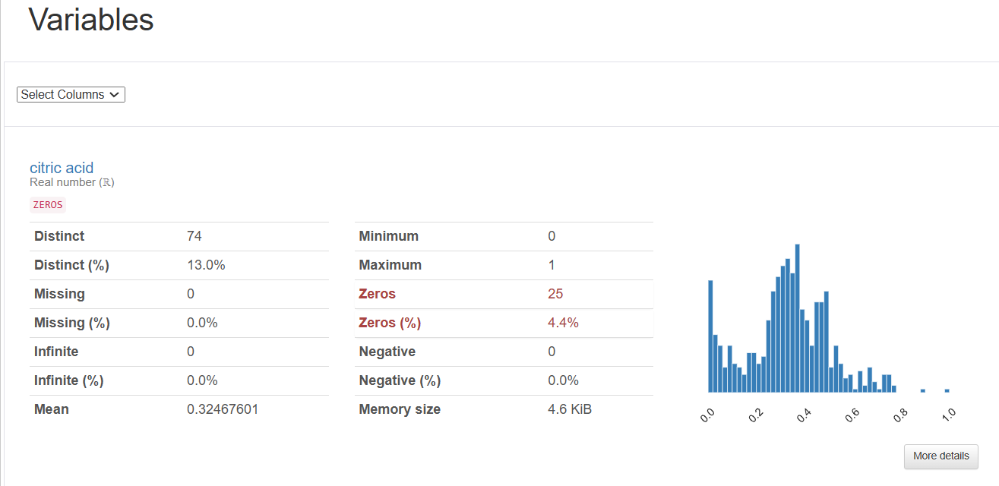 Variables
Select Columns
citric acid
Real number (ℝ)
ZEROS
Distinct 74
Distinct (%) 13.0%
Missing 0
Missing (%) 0.0%
Infinite 0
Infinite (%) 0.0%
Mean 0.32467601
Minimum 0
Maximum 1
Zeros 25
Zeros (%) 4.4%
Negative 0
Negative (%) 0.0%
Memory size 4.6 KiB
0.0 0.2 0.4 0.6 0.8 1.0
More details